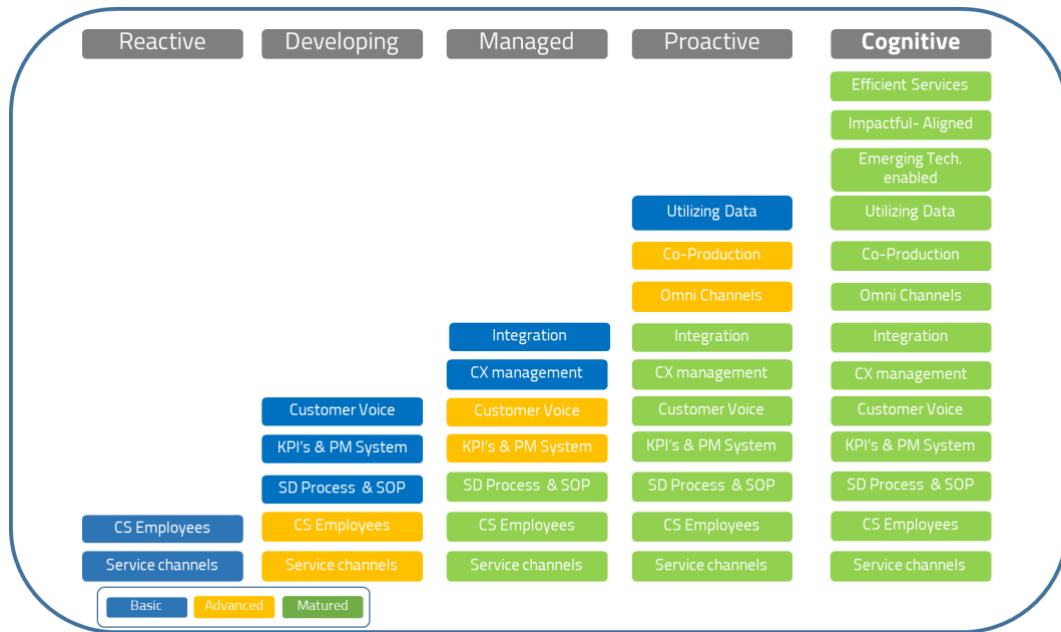 Reactive
Developing
Managed
Proactive
Cognitive
Efficient Services
Impactful- Aligned
Emerging Tech.
enabled
Utilizing Data
Utilizing Data
Co-Production
Co-Production
Omni Channels
Omni Channels
Integration
Integration
Integration
CX management
CX management
CX management
Customer Voice
Customer Voice
Customer Voice
Customer Voice
KPI's & PM System
KPI's & PM System
KPI's & PM System
KPI's & PM System
SD Process & SOP
SD Process & SOP
SD Process & SOP
SD Process & SOP
CS Employees
CS Employees
CS Employees
CS Employees
CS Employees
Service channels
Service channels
Service channels
Service channels
Service channels
Basic
Advanced
Matured